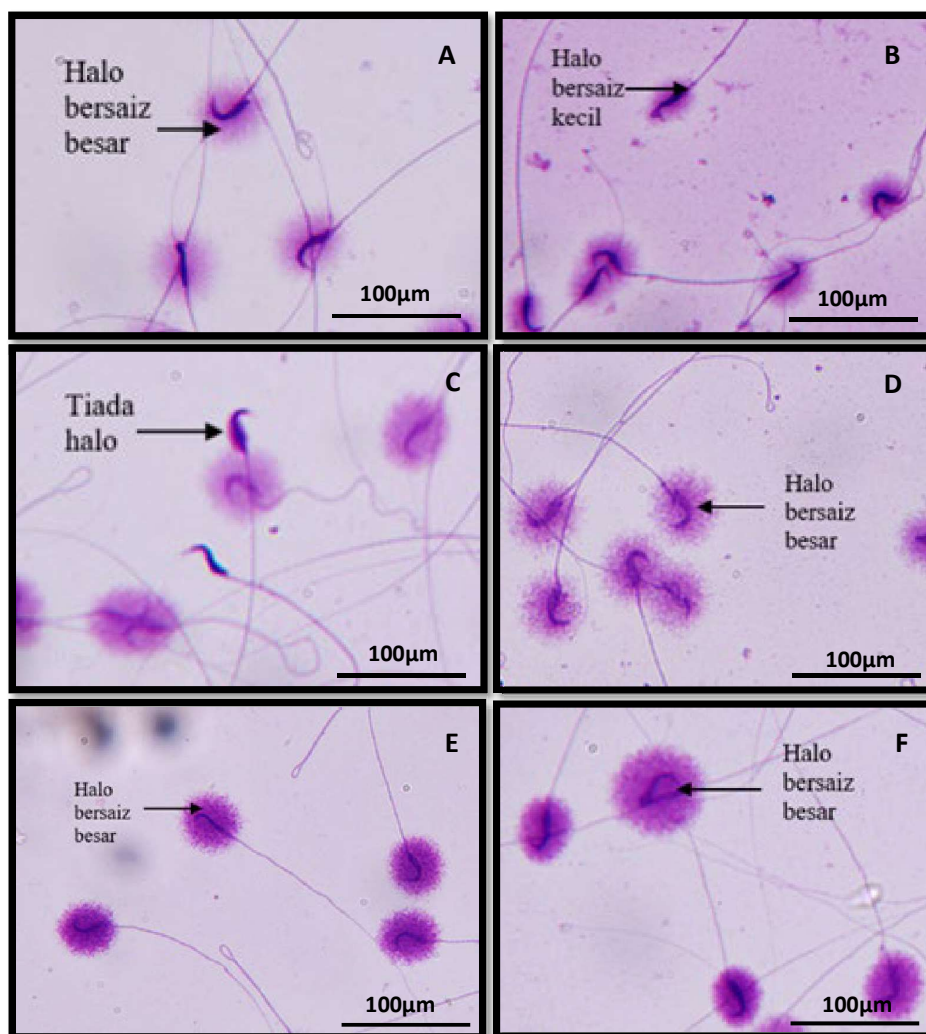 A
Halo
bersaiz
besar
100µm
B
Halo
bersaiz
kecil
100µm
C
Tiada
halo
100µm
D
Halo
bersaiz
besar
100µm
E
Halo
bersaiz
besar
100µm
F
Halo
bersaiz
besar
100µm